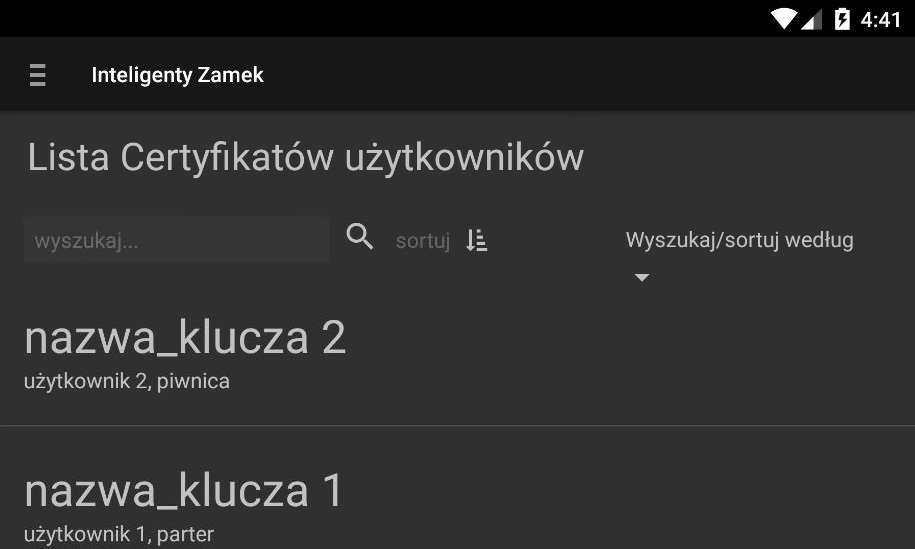 4:41
Inteligenty Zamek
Lista Certyfikatów użytkowników
wyszukaj... sortuj Wyszukaj/sortuj według
nazwa_klucza 2
użytkownik 2, piwnica
nazwa_klucza 1
użytkownik 1, parter